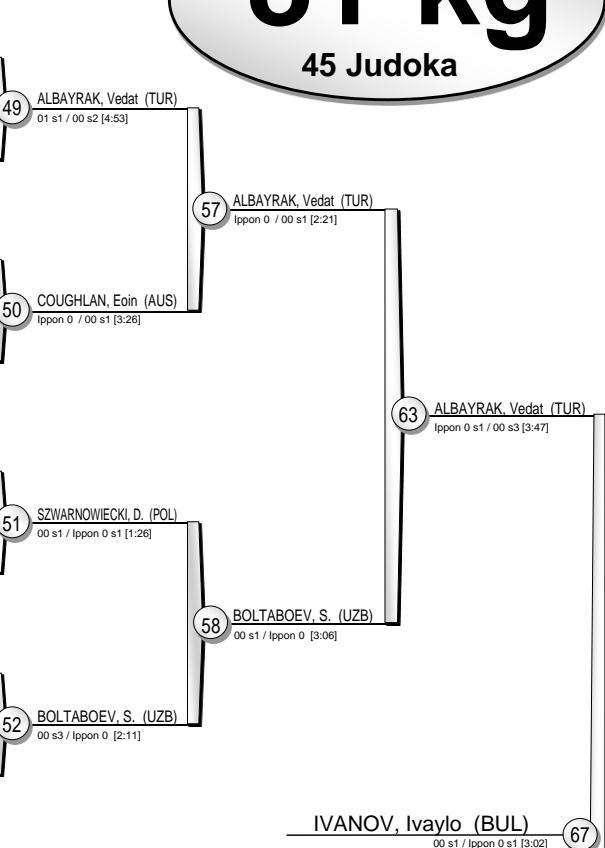 kg
45 Judoka
49
ALBAYRAK, Vedat (TUR)
01 s1 / 00 s2 [4:53]
57
ALBAYRAK, Vedat (TUR)
Ippon 0 / 00 s1 [2:21]
50
COUGHLAN, Eoin (AUS)
Ippon 0 / 00 s1 [3:26]
63
ALBAYRAK, Vedat (TUR)
Ippon 0 s1 / 00 s3 [3:47]
51
SZWARNOWIECKI, D. (POL)
00 s1 / Ippon 0 s1 [1:26]
58
BOLTABOEV, S. (UZB)
00 s1 / Ippon 0 [3:06]
52
BOLTABOEV, S. (UZB)
00 s3 / Ippon 0 [2:11]
IVANOV, Ivaylo (BUL)
67
00 s1 / Ippon 0 s1 [3:02]